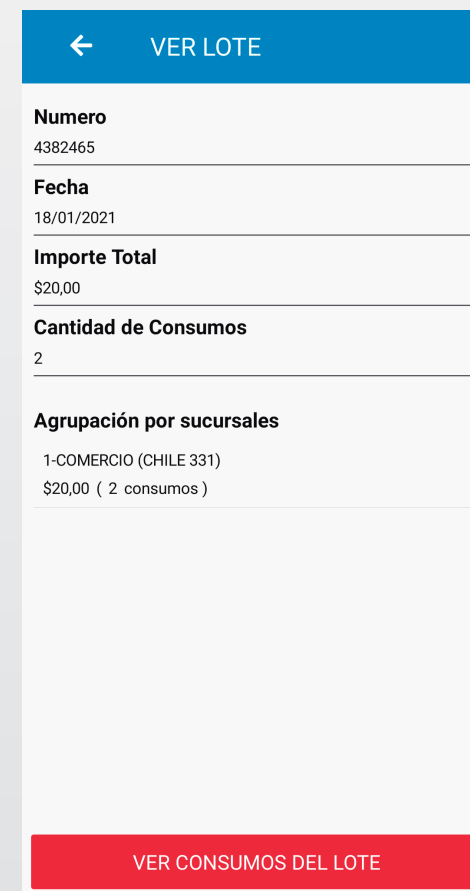 VER LOTE
Numero
4382465
Fecha
18/01/2021
Importe Total
$20,00
Cantidad de Consumos
2
Agrupación por sucursales
1-COMERCIO (CHILE 331)
$20,00 ( 2 consumos )
VER CONSUMOS DEL LOTE